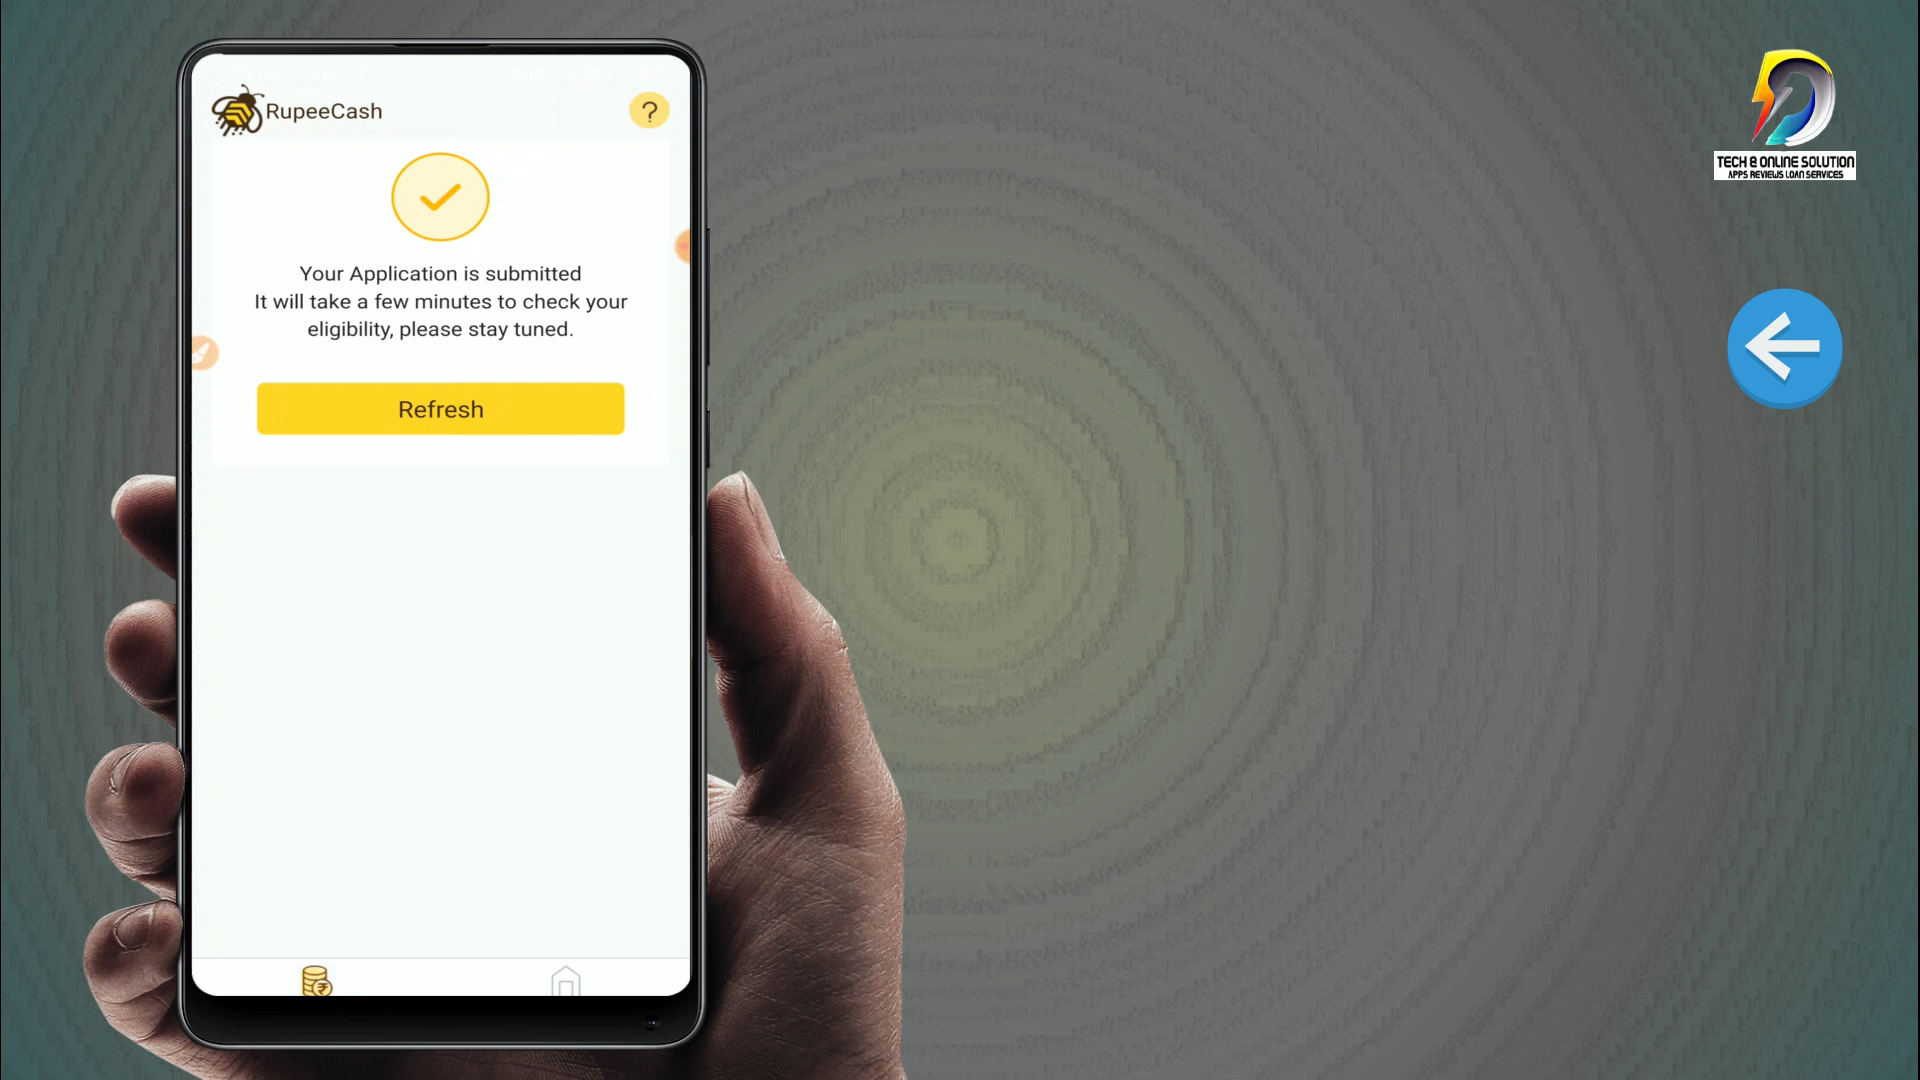 RupeeCash
?
Your Application is submitted
It will take a few minutes to check your
eligibility, please stay tuned.
Refresh
TECH & ONLINE SOLUTION
APPS REVIEWS LOAN SERVICES